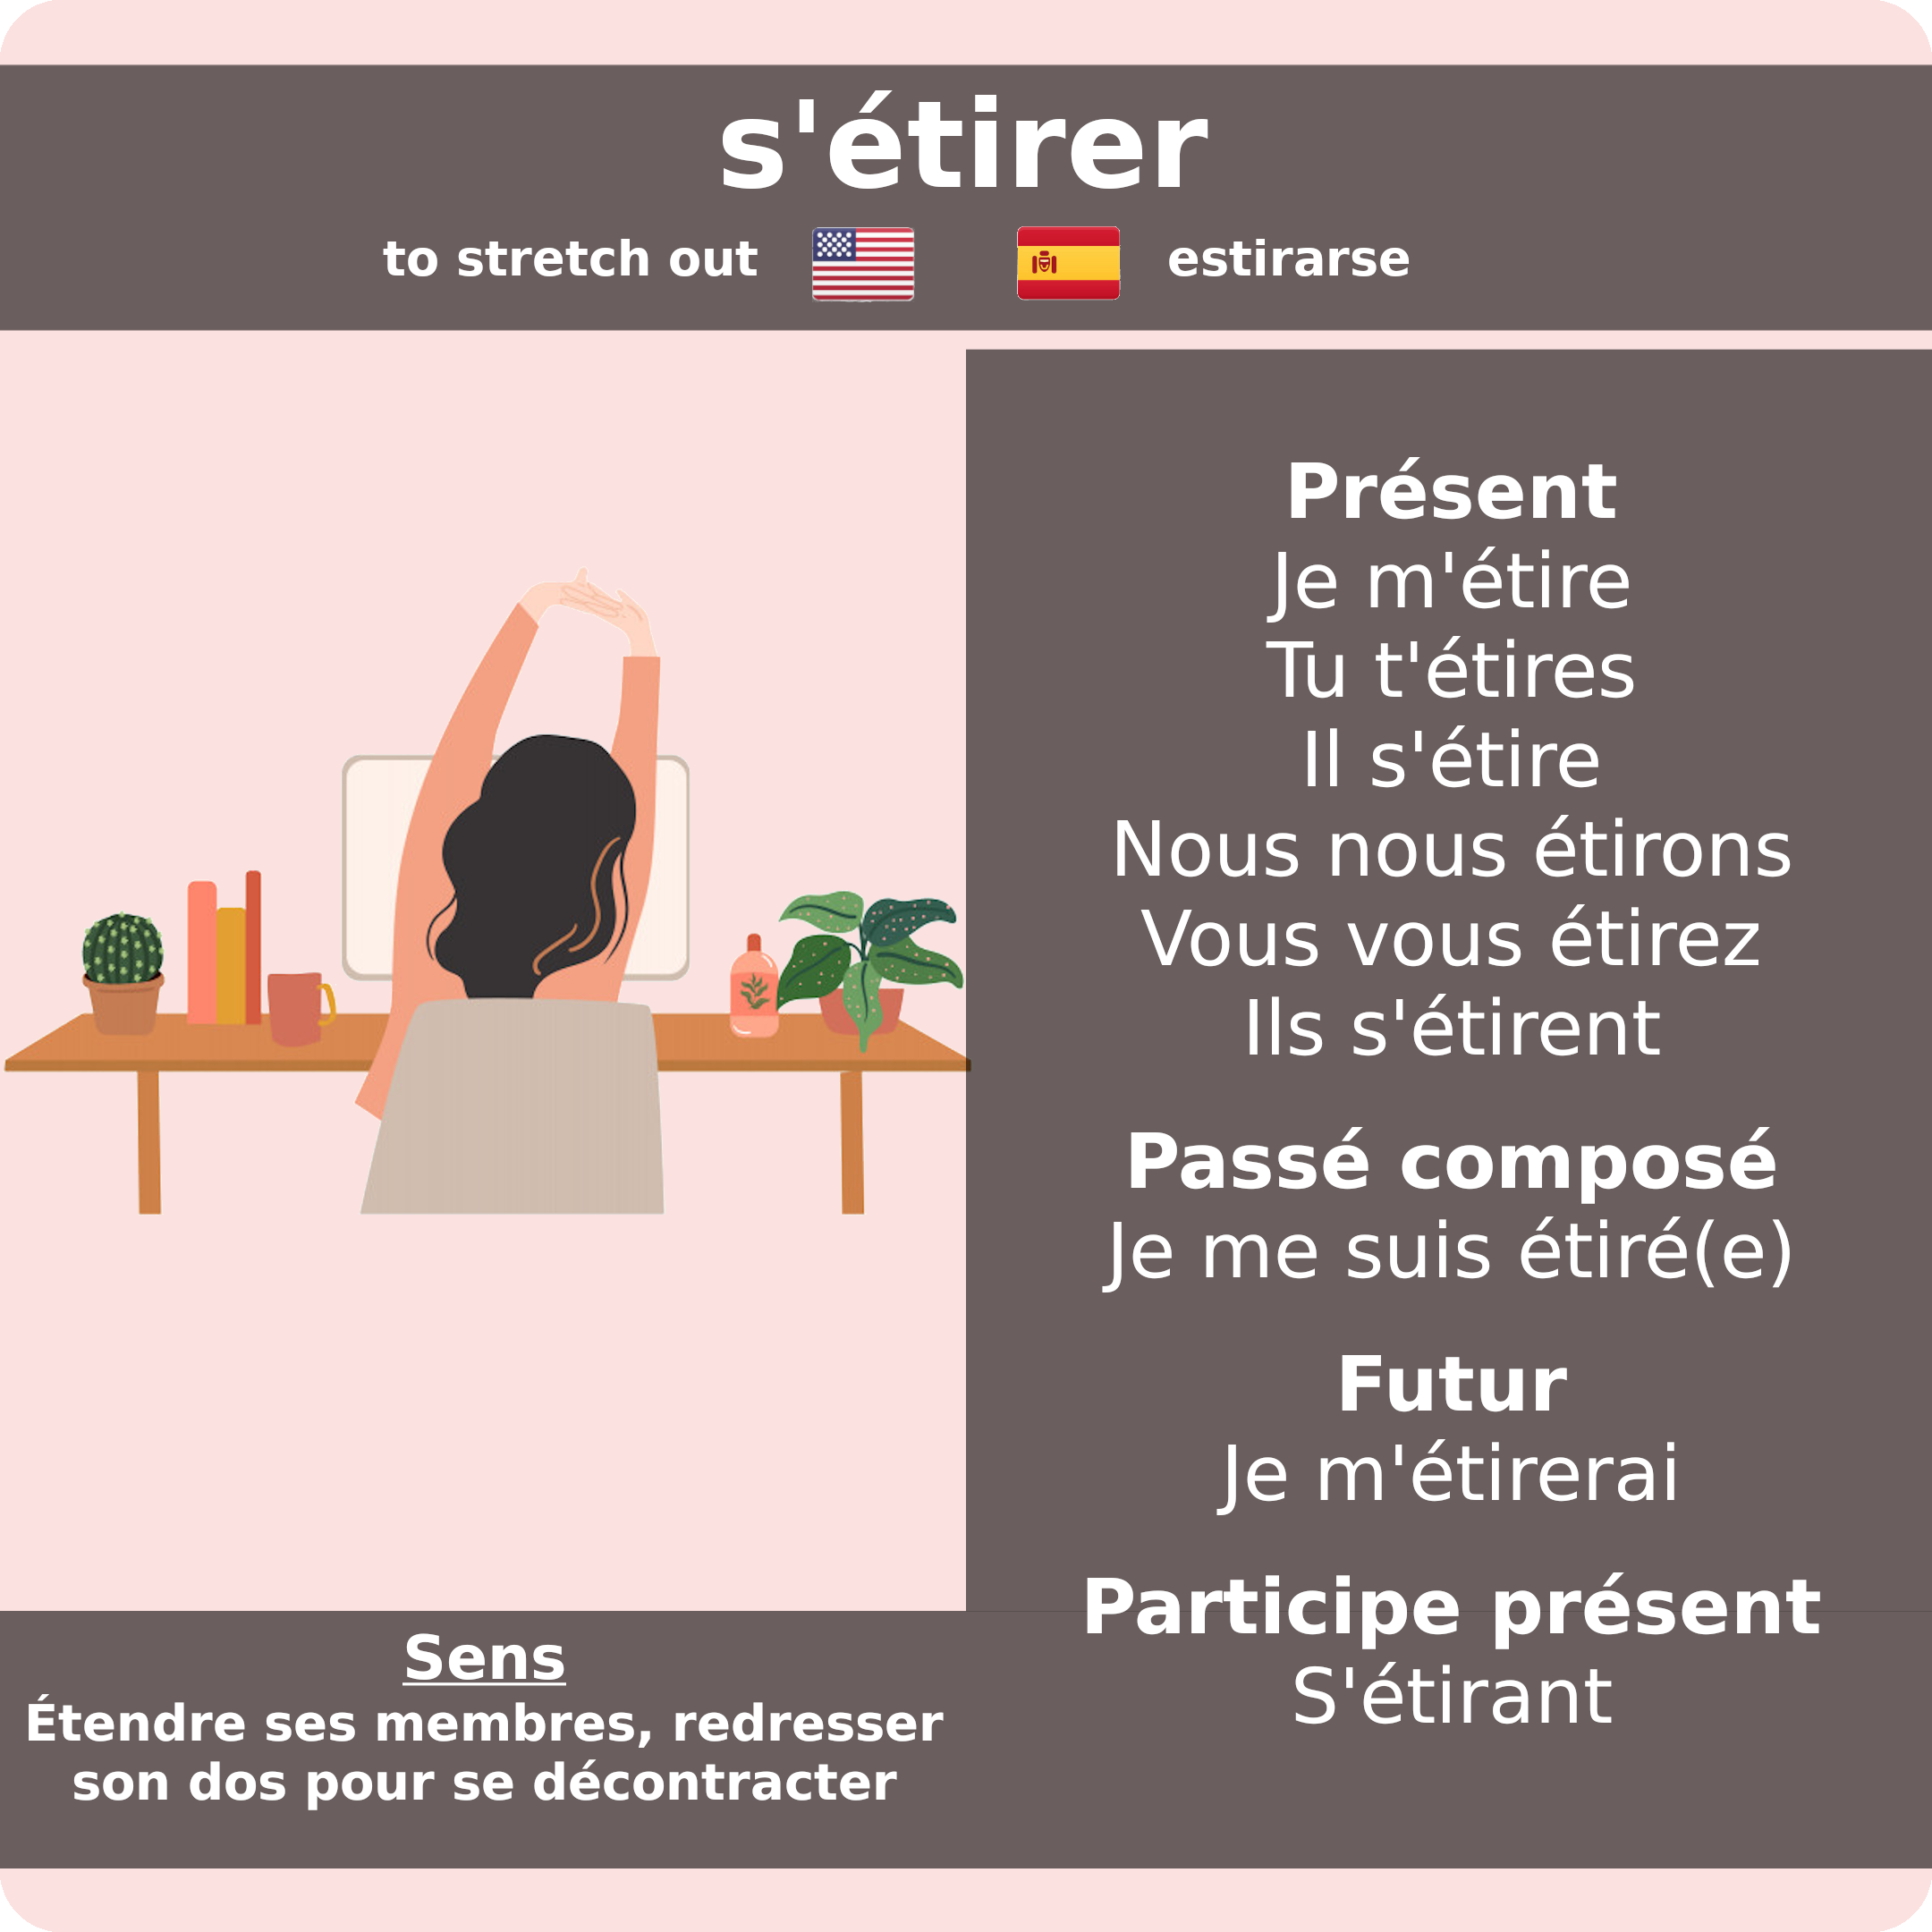 s'étirer
to stretch out
estirarse
Présent
Je m'étire
Tu t'étires
Il s'étire
Nous nous étirons
Vous vous étirez
Ils s'étirent
Passé composé
Je me suis étiré(e)
Futur
Je m'étirerai
Participe présent
S'étirant
Sens
Étendre ses membres, redresser
son dos pour se décontracter